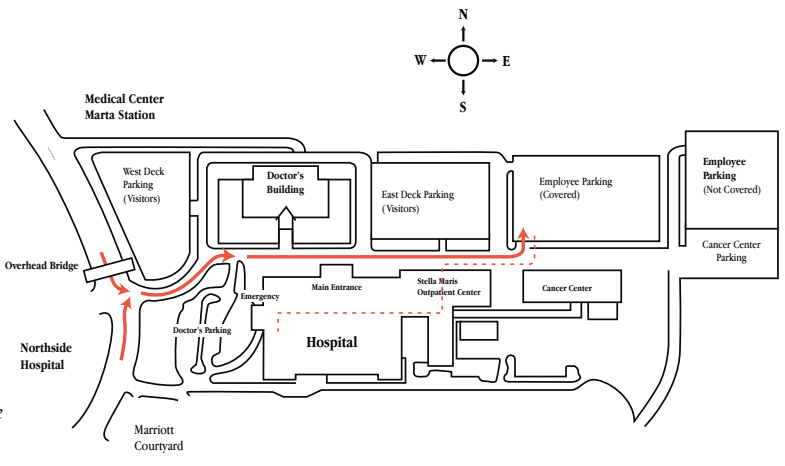 N
W
E
S
Medical Center
Marta Station
West Deck
Parking
(Visitors)
Doctor's
Building
East Deck Parking
(Visitors)
Employee Parking
(Covered)
Employee
Parking
(Not Covered)
Cancer Center
Parking
Overhead Bridge
Emergency
Main Entrance
Stella Maris
Outpatient Center
Cancer Center
Doctor's Parking
Hospital
Northside
Hospital
Marriott
Courtyard